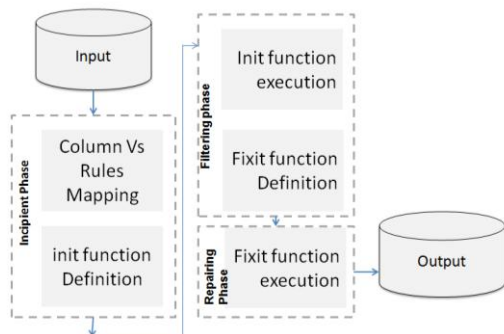 Input
Incipient Phase
Column Vs
Rules
Mapping
init function
Definition
Filtering phase
Init function
execution
Fixit function
Definition
Repairing
Phase
Fixit function
execution
Output